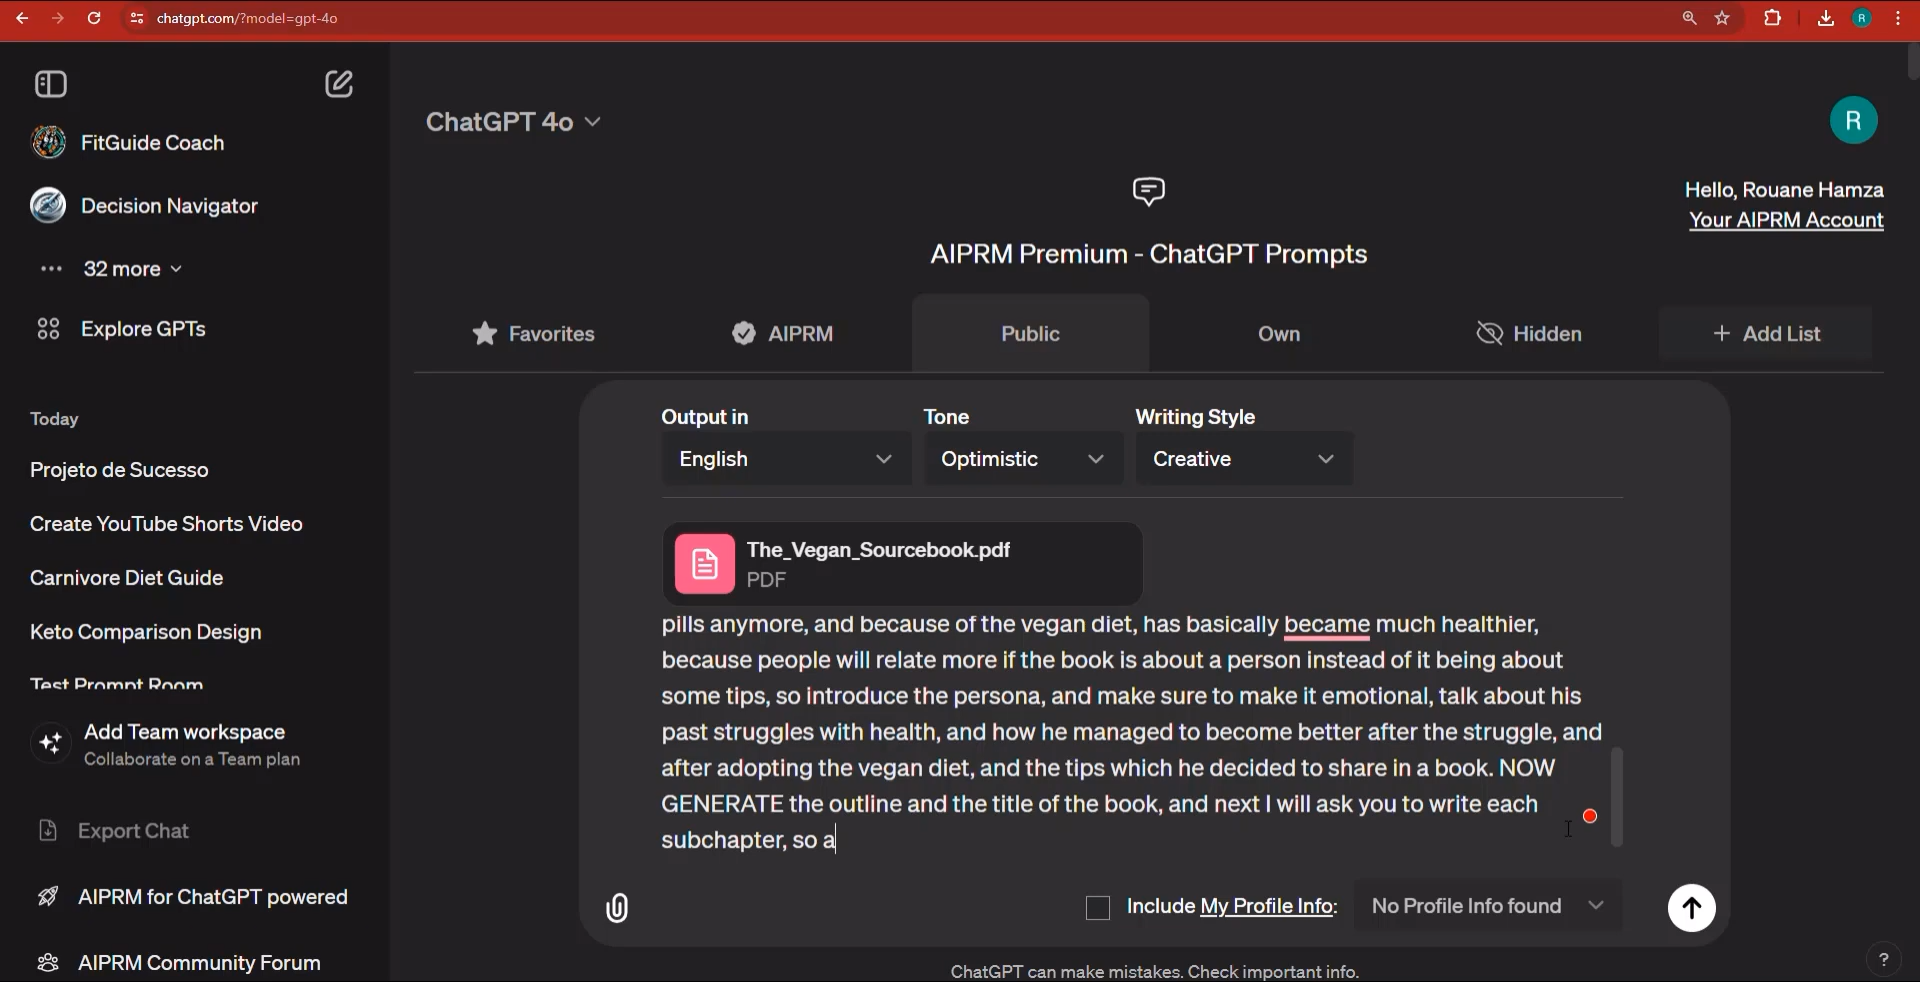 chatgpt.com/?model=gpt-4o
R
FitGuide Coach
Decision Navigator
32 more
Explore GPTs
Today
Projeto de Sucesso
Create YouTube Shorts Video
Carnivore Diet Guide
Keto Comparison Design
Test Prompt Room
Add Team workspace
Collaborate on a Team plan
Export Chat
AIPRM for ChatGPT powered
AIPRM Community Forum
ChatGPT 4o
R
Hello, Rouane Hamza
Your AIPRM Account
AIPRM Premium - ChatGPT Prompts
Favorites
AIPRM
Public
Own
Hidden
+ Add List
Output in
Tone
Writing Style
English
Optimistic
Creative
The_Vegan_Sourcebook.pdf
PDF
pills anymore, and because of the vegan diet, has basically became much healthier,
because people will relate more if the book is about a person instead of it being about
some tips, so introduce the persona, and make sure to make it emotional, talk about his
past struggles with health, and how he managed to become better after the struggle, and
after adopting the vegan diet, and the tips which he decided to share in a book. NOW
GENERATE the outline and the title of the book, and next I will ask you to write each
subchapter, so a
Include My Profile Info:
No Profile Info found
ChatGPT can make mistakes. Check important info.
?